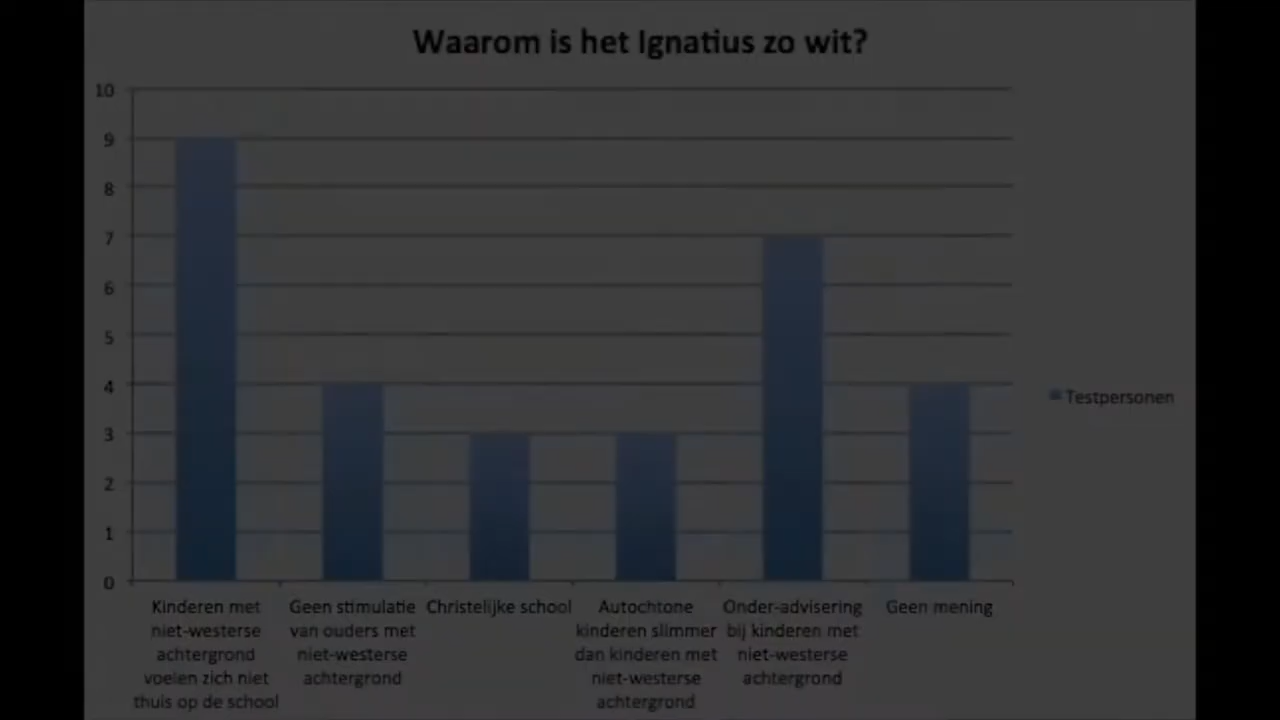 Waarom is het Ignatius zo wit?
10
9
8
7
6
5
4
3
2
1
0
Testpersonen
Kinderen met
niet-westerse
achtergrond
voelen zich niet
thuis op de school
Geen stimulatie
van ouders met
niet-westerse
achtergrond
Christelijke school
Autochtone
kinderen slimmer
dan kinderen met
niet-westerse
achtergrond
Onder-advisering
bij kinderen met
niet-westerse
achtergrond
Geen mening